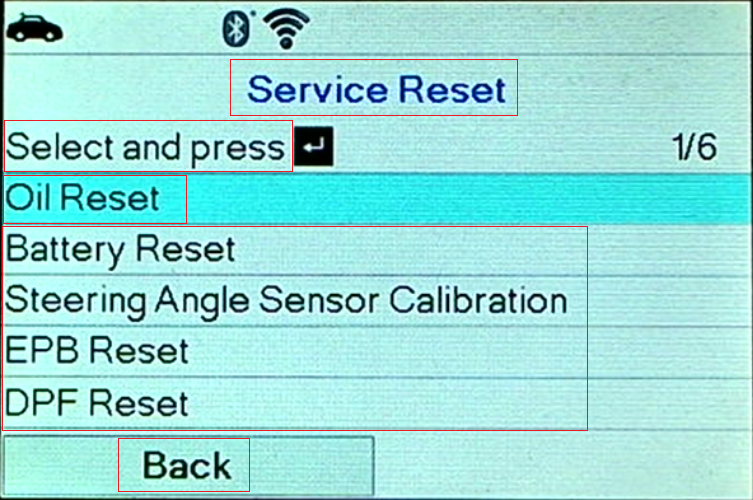 Service Reset
Select and press 1/6
Oil Reset
Battery Reset
Steering Angle Sensor Calibration
EPB Reset
DPF Reset
Back